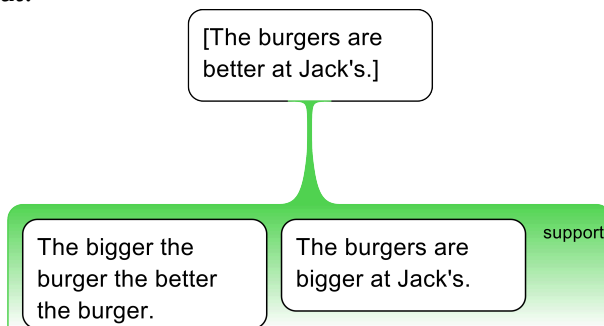 [The burgers are
better at Jack's.]
The bigger the
burger the better
the burger.
The burgers are
bigger at Jack's.
support